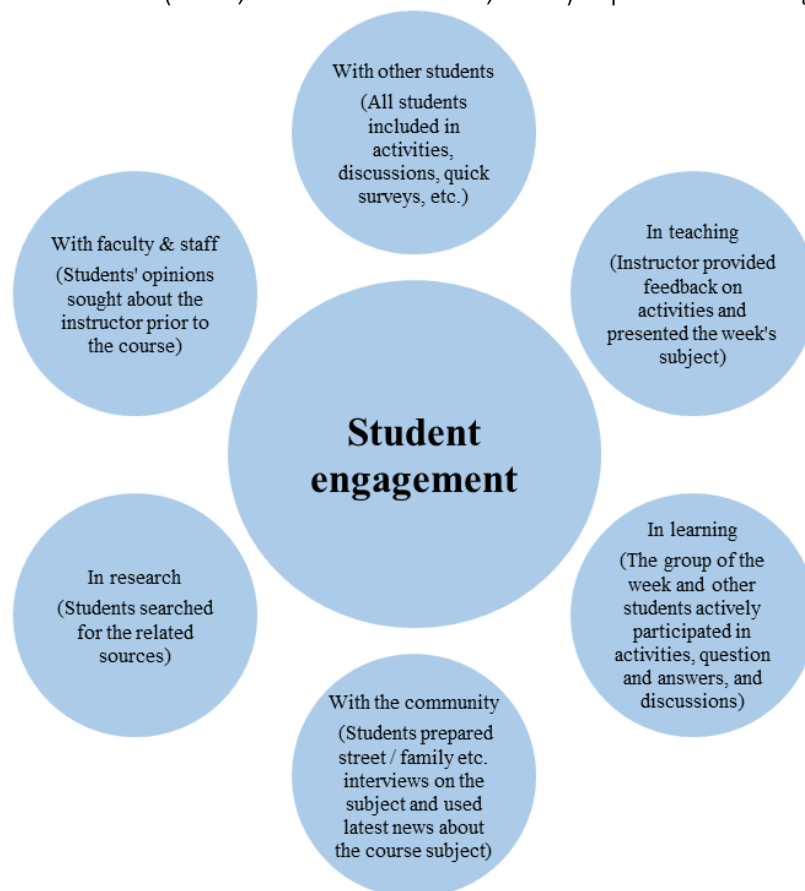 With other students
(All students
included in
activities,
discussions, quick
surveys, etc.)
With faculty & staff
(Students' opinions
sought about the
instructor prior to
the course)
In teaching
(Instructor provided
feedback on
activities and
presented the week's
subject)
Student
engagement
In research
(Students searched
for the related
sources)
In learning
(The group of the
week and other
students actively
participated in
activities, question
and answers, and
discussions)
With the community
(Students prepared
street / family etc.
interviews on the
subject and used
latest news about
the course subject)